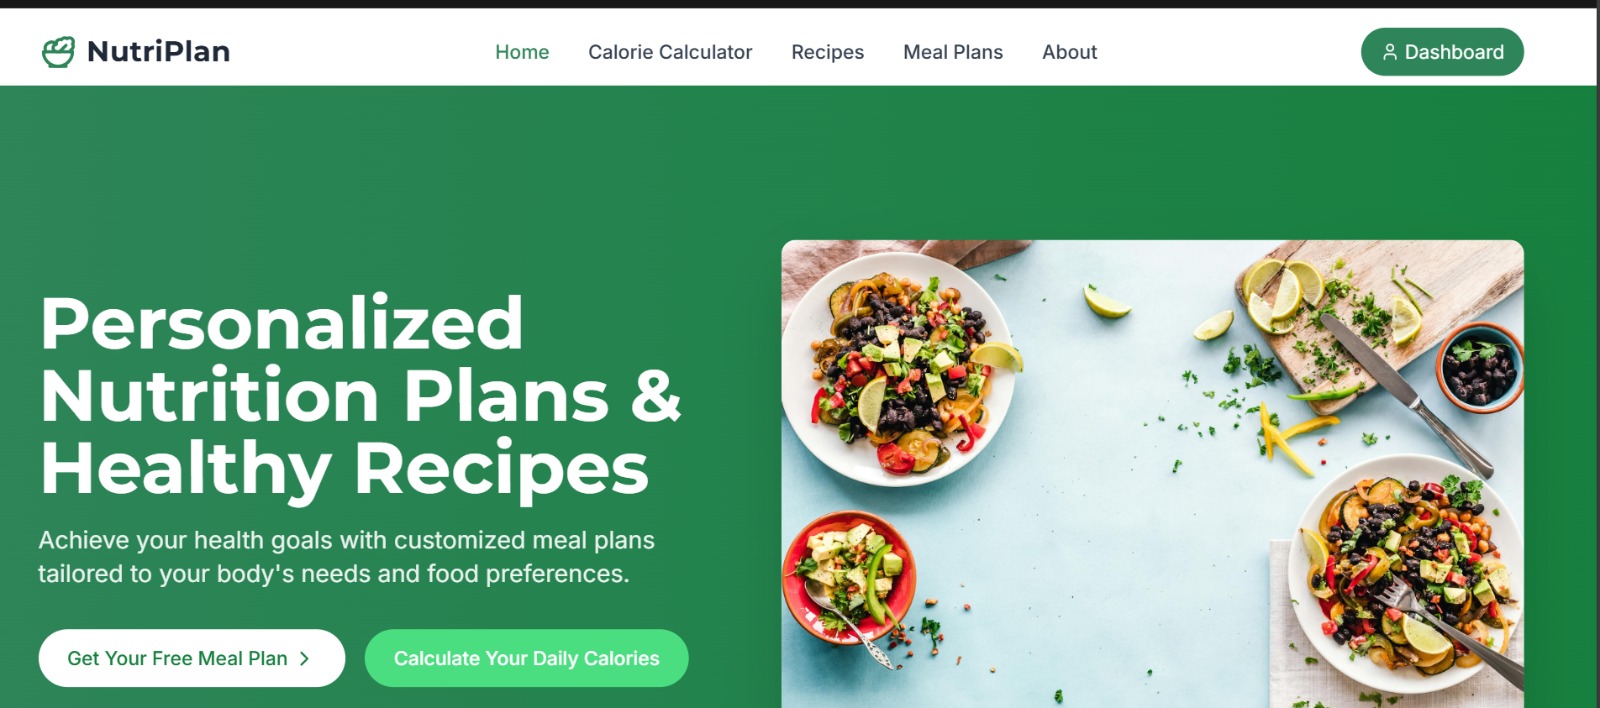 NutriPlan
Home
Calorie Calculator
Recipes
Meal Plans
About
Dashboard
Personalized
Nutrition Plans &
Healthy Recipes
Achieve your health goals with customized meal plans
tailored to your body's needs and food preferences.
Get Your Free Meal Plan
Calculate Your Daily Calories